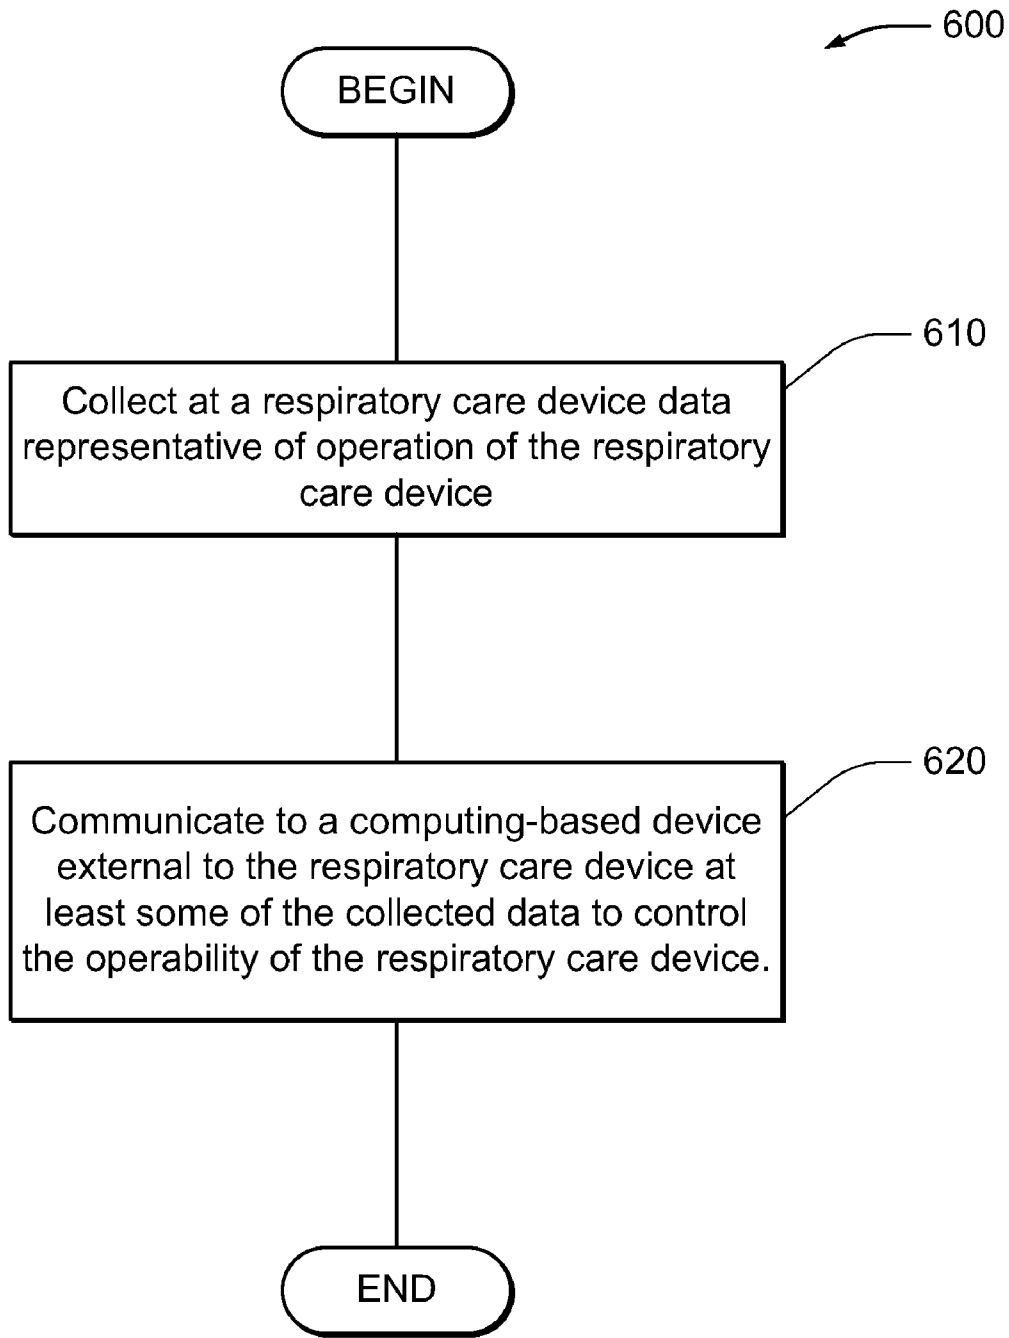 600
BEGIN
610
Collect at a respiratory care device data
representative of operation of the respiratory
care device
620
Communicate to a computing-based device
external to the respiratory care device at
least some of the collected data to control
the operability of the respiratory care device.
END